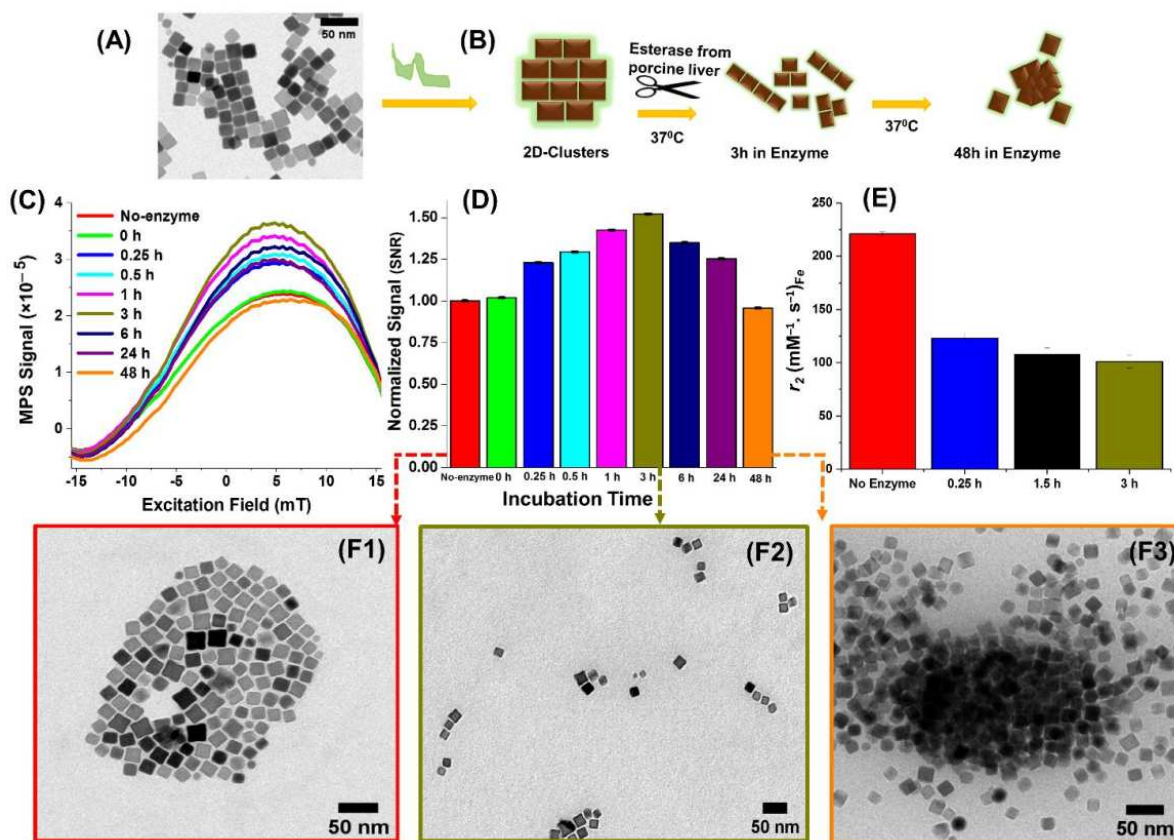 (A)
50 nm
(B)
Esterase from
porcine liver
37⁰C
37⁰C
2D-Clusters
3h in Enzyme
48h in Enzyme
(C)
MPS Signal (×10⁻⁵)
4
3
2
1
0
No-enzyme
0 h
0.25 h
0.5 h
1 h
3 h
6 h
24 h
48 h
-15
-10
-5
0
5
10
15
Excitation Field (mT)
(D)
Normalized Signal (SNR)
1.50
1.25
1.00
0.75
0.50
0.25
0.00
No-enzyme
0h
0.25 h
0.5 h
1 h
3 h
6 h
24 h
48 h
Incubation Time
(E)
r₂ (mM⁻¹. s⁻¹)Fe
250
200
150
100
50
0
No Enzyme
0.25 h
1.5 h
3 h
(F1)
50 nm
(F2)
50 nm
(F3)
50 nm